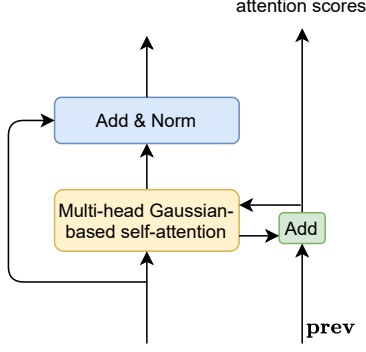 attention scores
Add & Norm
Multi-head Gaussian-
based self-attention
Add
prev